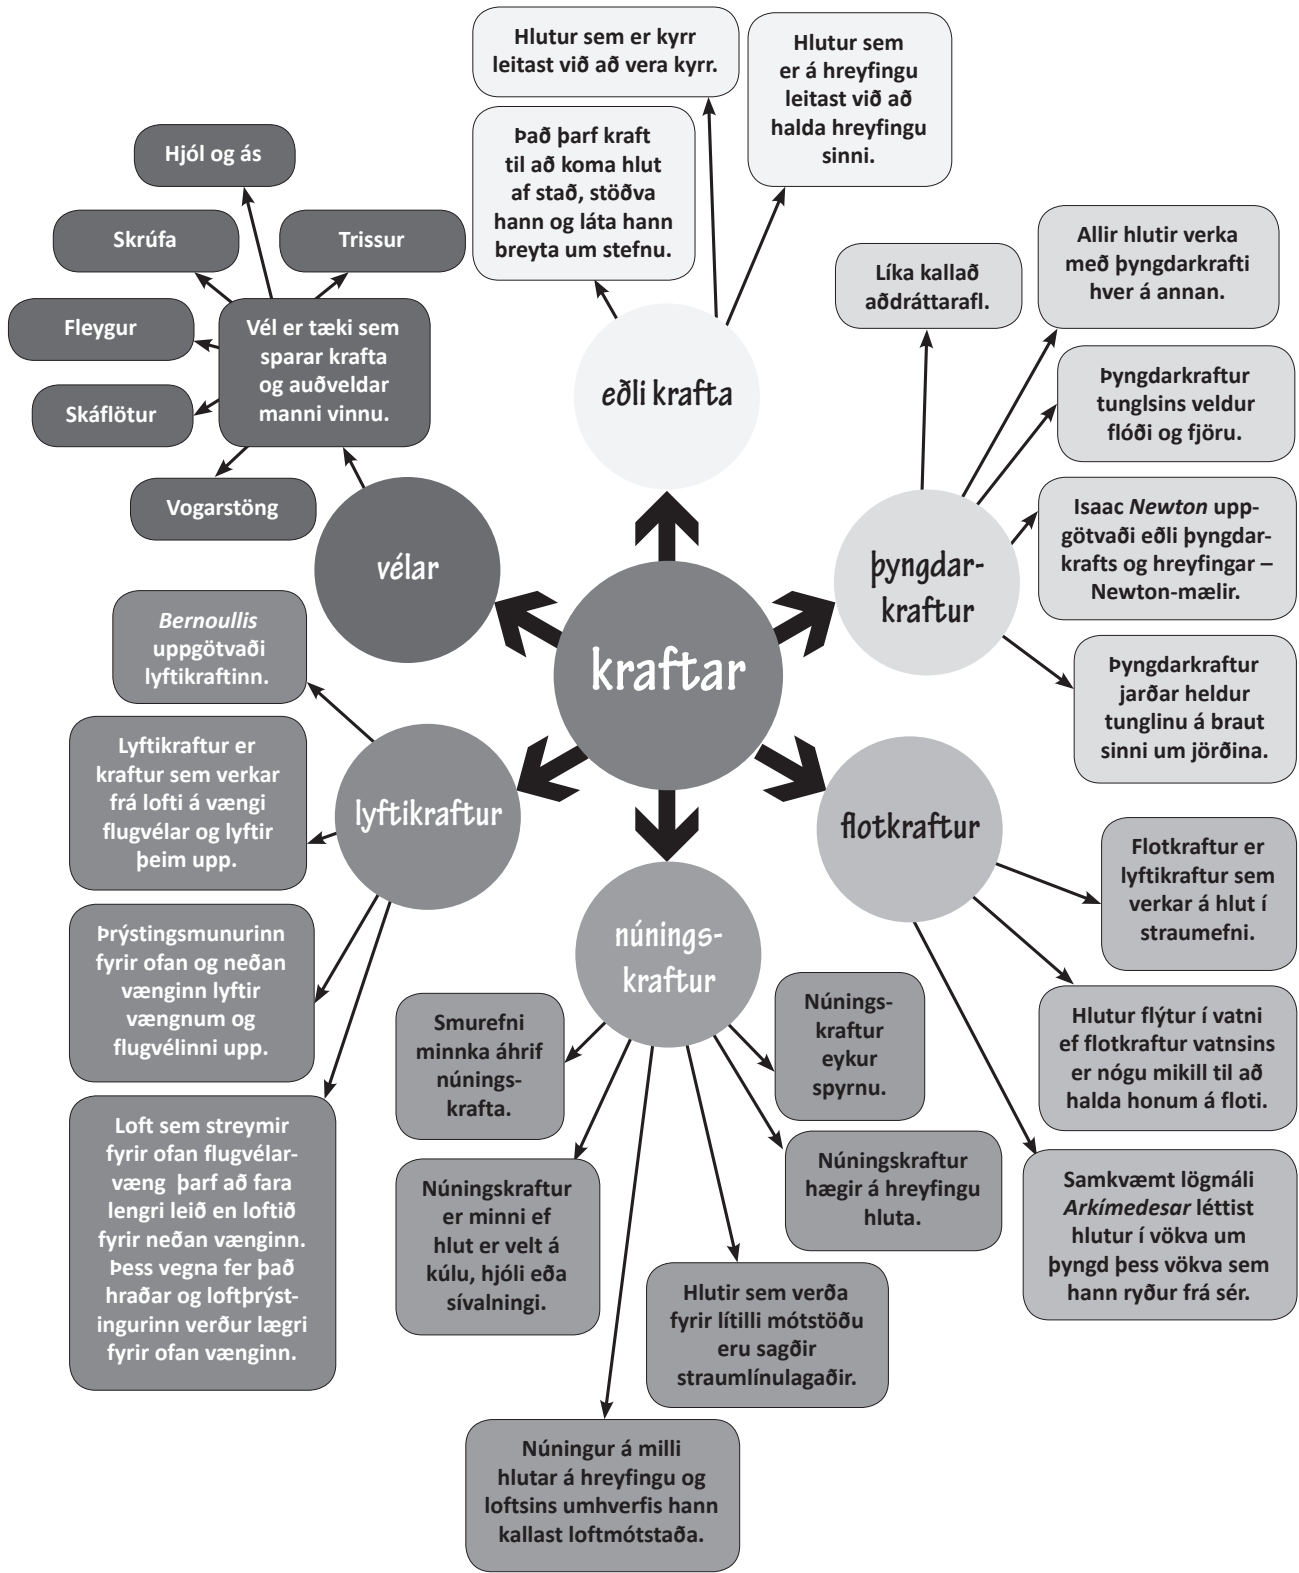 Hlutur sem er kyrr
leitast við að vera kyrr.
Hlutur sem
er á hreyfingu
leitast við að
halda hreyfingu
sinni.
Það þarf kraft
til að koma hlut
af stað, stöðva
hann og láta hann
breyta um stefnu.
eðli krafta
Hjól og ás
Skrúfa
Trissur
Fleygur
Skáflötur
Vogarstöng
Vél er tæki sem
sparar krafta
og auðveldar
manni vinnu.
vélar
Líka kallað
aðdráttarafl.
Allir hlutir verka
með þyngdarkrafti
hver á annan.
Þyngdarkraftur
tunglsins veldur
flóði og fjöru.
Isaac Newton upp-
götvaði eðli þyngdar-
krafts og hreyfingar –
Newton-mælir.
Þyngdarkraftur
jarðar heldur
tunglinu á braut
sinni um jörðina.
þyngdar-
kraftur
kraftar
Bernoullis
uppgötvaði
lyftikraftinn.
Lyftikraftur er
kraftur sem verkar
frá lofti á vængi
flugvélar og lyftir
þeim upp.
lyftikraftur
Þrýstingsmunurinn
fyrir ofan og neðan
vænginn lyftir
vængnum og
flugvélinni upp.
Loft sem streymir
fyrir ofan flugvélar-
væng þarf að fara
lengri leið en loftið
fyrir neðan vænginn.
Þess vegna fer það
hraðar og loftþrýst-
ingurinn verður lægri
fyrir ofan vænginn.
flotkraftur
Flotkraftur er
lyftikraftur sem
verkar á hlut í
straumefni.
Hlutur flýtur í vatni
ef flotkraftur vatnsins
er nógu mikill til að
halda honum á floti.
Samkvæmt lögmáli
Arkímedesar léttist
hlutur í vökva um
þyngd þess vökva sem
hann ryður frá sér.
núnings-
kraftur
Smurefni
minnka áhrif
núnings-
krafta.
Núnings-
kraftur
eykur
spyrnu.
Núningskraftur
er minni ef
hlut er velt á
kúlu, hjóli eða
sívalningi.
Núningskraftur
hægir á hreyfingu
hluta.
Hlutir sem verða
fyrir lítilli mótstöðu
eru sagðir
straumlínulagaðir.
Núningur á milli
hlutar á hreyfingu og
loftsins umhverfis hann
kallast loftmótstaða.